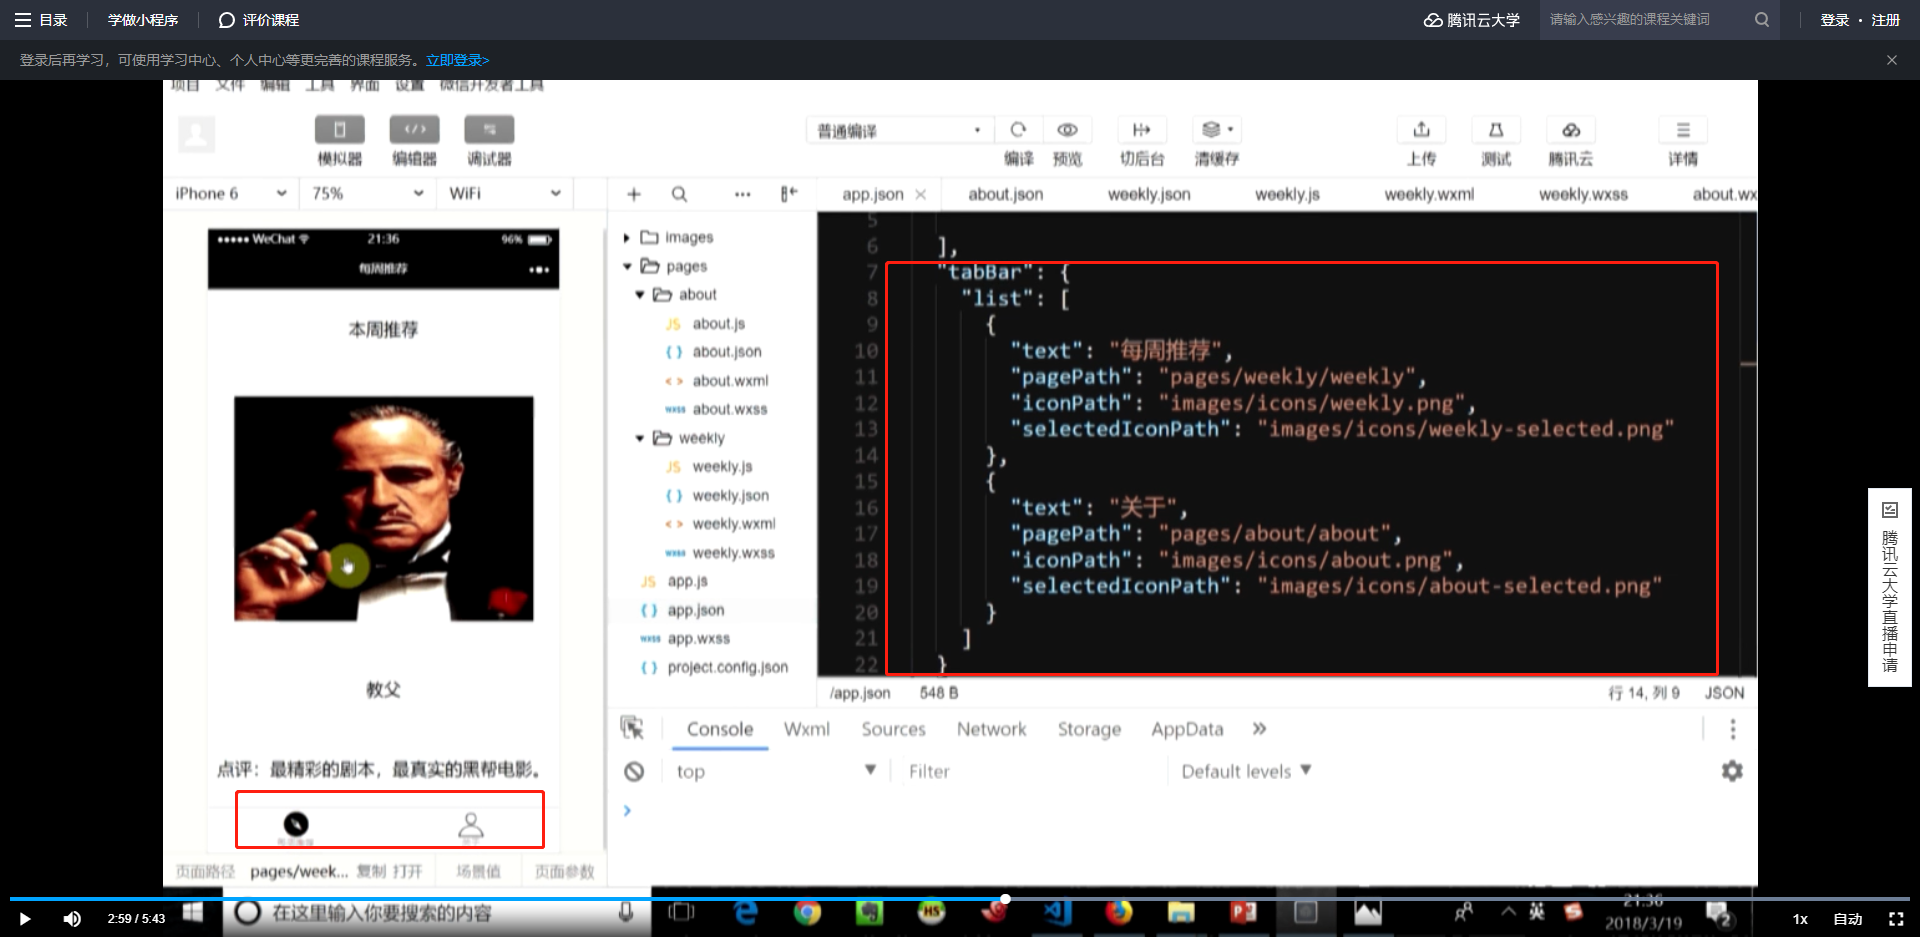 目录 学做小程序 评价课程 腾讯云大学 请输入感兴趣的课程关键词 登录 · 注册
登录后再学习，可使用学习中心、个人中心等更完善的课程服务。立即登录>
项目 文件 编辑 工具 界面 设置 微信开发者工具
模拟器 编辑器 调试器 普通编译 编译 预览 切后台 清缓存 上传 测试 腾讯云 详情
iPhone 6 75% WiFi
app.json about.json weekly.json weekly.js weekly.wxml weekly.wxss about.wx
WeChat 21:36 96%
每周推荐
本周推荐
教父
点评：最精彩的剧本，最真实的黑帮电影。
页面路径 pages/week... 复制 打开 场景值 页面参数
images
pages
about
JS about.js
{ } about.json
< > about.wxml
wxss about.wxss
weekly
JS weekly.js
{ } weekly.json
< > weekly.wxml
wxss weekly.wxss
JS app.js
{ } app.json
wxss app.wxss
{ } project.config.json
5
6 ],
7 "tabBar": {
8 "list": [
9 {
10 "text": "每周推荐",
11 "pagePath": "pages/weekly/weekly",
12 "iconPath": "images/icons/weekly.png",
13 "selectedIconPath": "images/icons/weekly-selected.png"
14 },
15 {
16 "text": "关于",
17 "pagePath": "pages/about/about",
18 "iconPath": "images/icons/about.png",
19 "selectedIconPath": "images/icons/about-selected.png"
20 }
21 ]
22 }
/app.json 548 B 行 14, 列 9 JSON
Console Wxml Sources Network Storage AppData »
top Filter Default levels
腾讯云大学直播申请
在这里输入你要搜索的内容
HS
英
21:36
2018/3/19
2
2:59 / 5:43 1x 自动